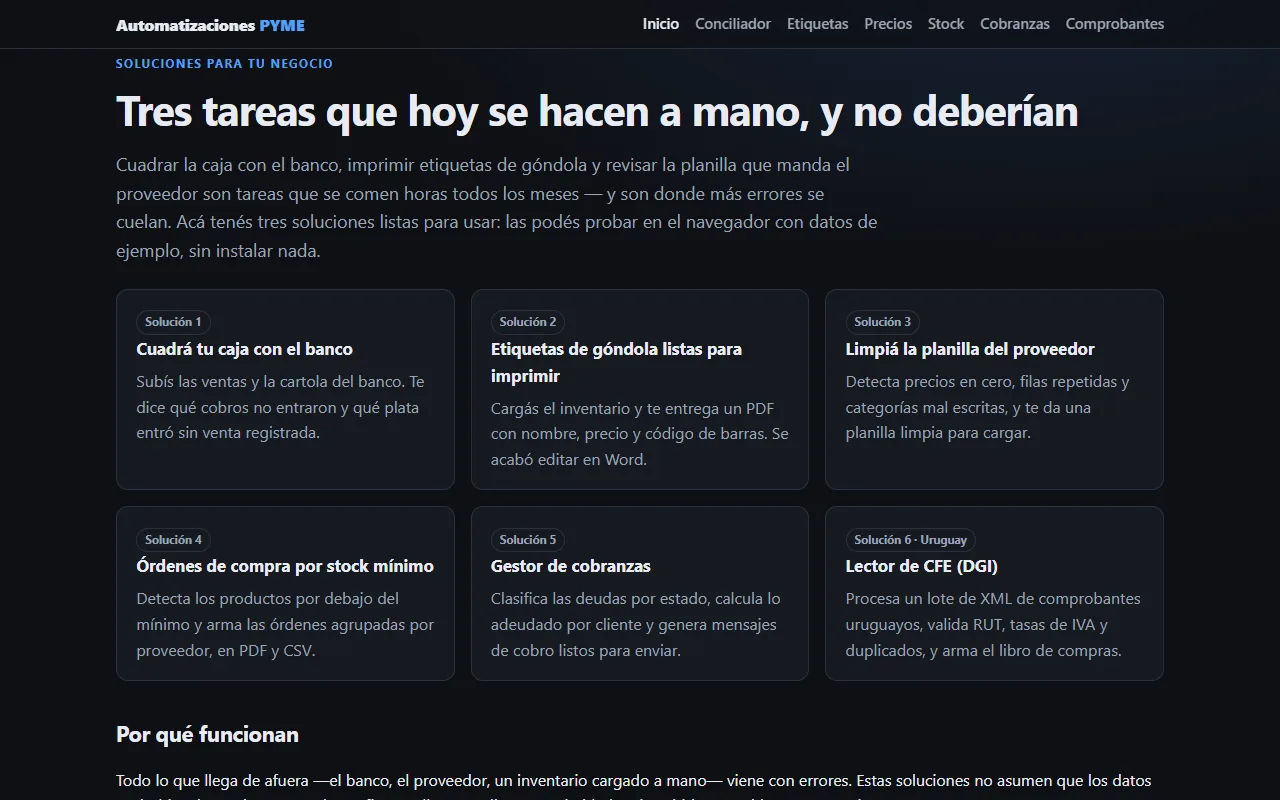 Automatizaciones PYME
Inicio Conciliador Etiquetas Precios Stock Cobranzas Comprobantes
SOLUCIONES PARA TU NEGOCIO
Tres tareas que hoy se hacen a mano, y no deberían
Cuadrar la caja con el banco, imprimir etiquetas de góndola y revisar la planilla que manda el
proveedor son tareas que se comen horas todos los meses — y son donde más errores se
cuelan. Acá tenés tres soluciones listas para usar: las podés probar en el navegador con datos de
ejemplo, sin instalar nada.
Solución 1
Cuadrá tu caja con el banco
Subís las ventas y la cartola del banco. Te
dice qué cobros no entraron y qué plata
entró sin venta registrada.
Solución 2
Etiquetas de góndola listas para
imprimir
Cargás el inventario y te entrega un PDF
con nombre, precio y código de barras. Se
acabó editar en Word.
Solución 3
Limpiá la planilla del proveedor
Detecta precios en cero, filas repetidas y
categorías mal escritas, y te da una
planilla limpia para cargar.
Solución 4
Órdenes de compra por stock mínimo
Detecta los productos por debajo del
mínimo y arma las órdenes agrupadas por
proveedor, en PDF y CSV.
Solución 5
Gestor de cobranzas
Clasifica las deudas por estado, calcula lo
adeudado por cliente y genera mensajes
de cobro listos para enviar.
Solución 6 · Uruguay
Lector de CFE (DGI)
Procesa un lote de XML de comprobantes
uruguayos, valida RUT, tasas de IVA y
duplicados, y arma el libro de compras.
Por qué funcionan
Todo lo que llega de afuera —el banco, el proveedor, un inventario cargado a mano— viene con errores. Estas soluciones no asumen que los datos